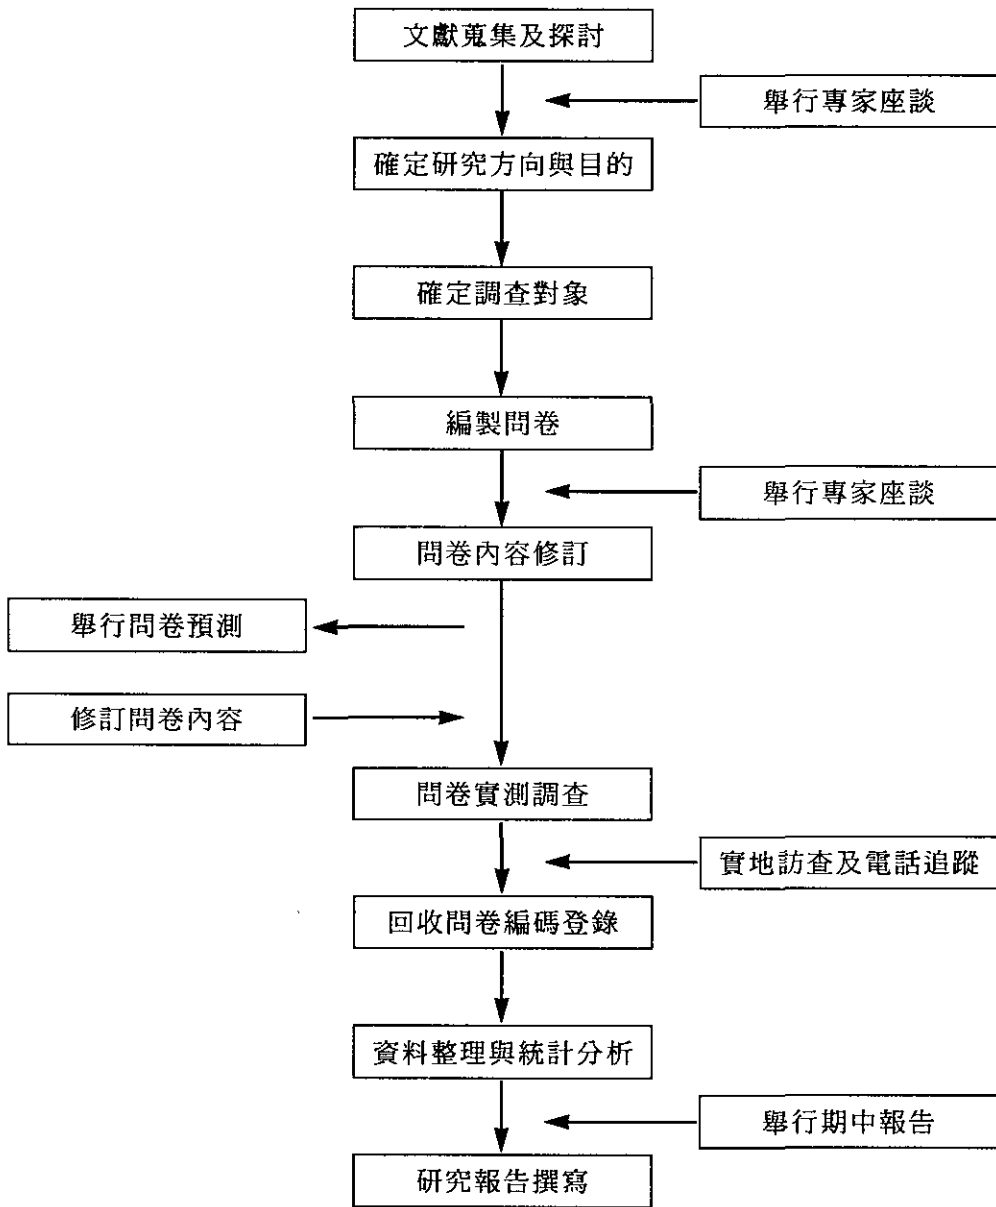 文獻蒐集及探討
舉行專家座談
確定研究方向與目的
確定調查對象
編製問卷
舉行專家座談
問卷內容修訂
舉行問卷預測
修訂問卷內容
問卷實測調查
實地訪查及電話追蹤
回收問卷編碼登錄
資料整理與統計分析
舉行期中報告
研究報告撰寫